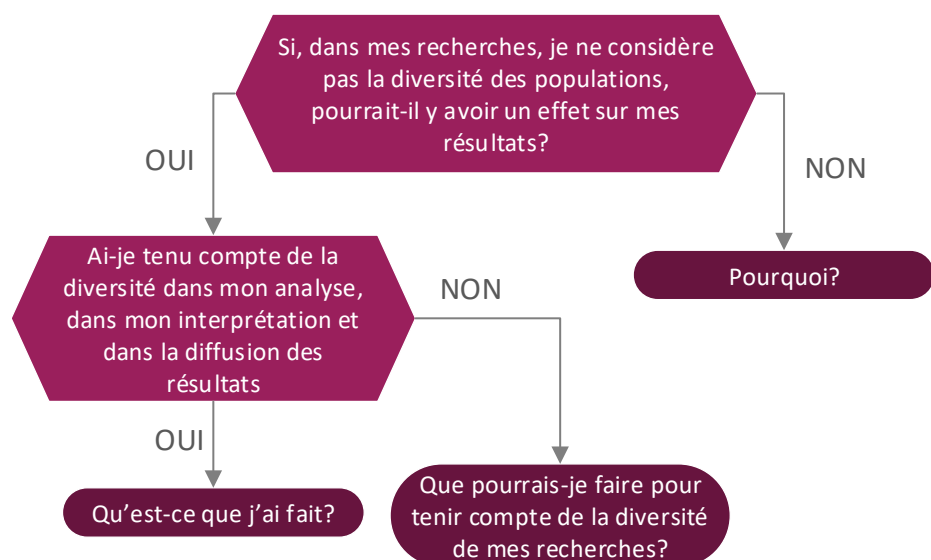 Si, dans mes recherches, je ne considère
pas la diversité des populations,
pourrait-il y avoir un effet sur mes
résultats?
OUI
NON
Ai-je tenu compte de la
diversité dans mon analyse,
dans mon interprétation et
dans la diffusion des
résultats
NON
Pourquoi?
OUI
Qu’est-ce que j’ai fait?
Que pourrais-je faire pour
tenir compte de la diversité
de mes recherches?